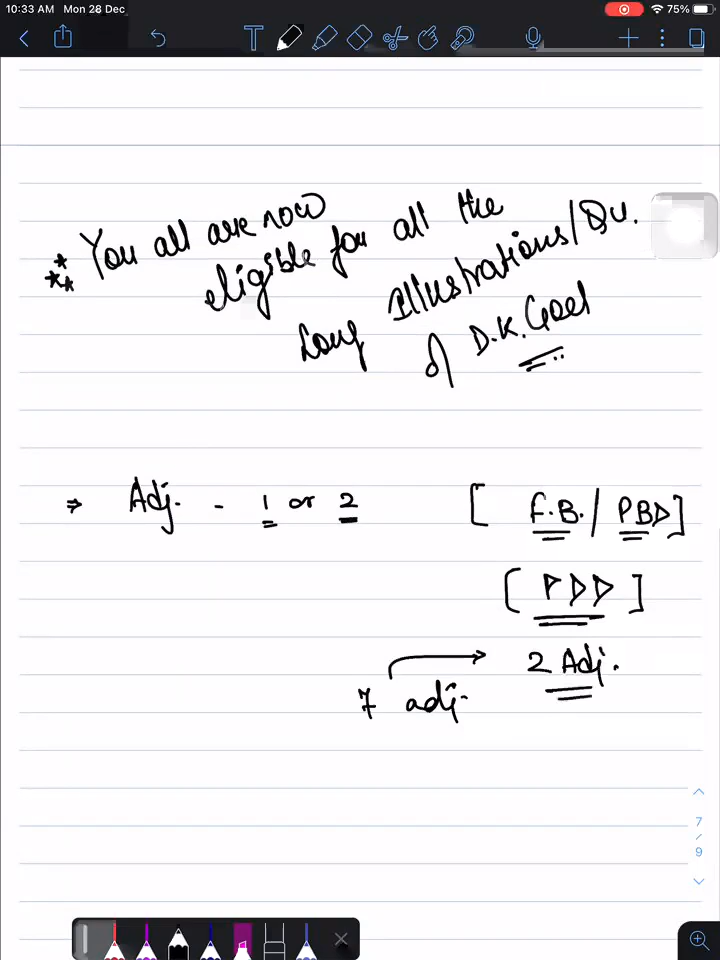 10:33 AM Mon 28 Dec 75%
T
You all are now
eligible for all the
Long Illustrations/Qu.
of D.K. Goel
⇒ Adj. - 1 or 2 [ F.B. / PBD ]
[ PDD ]
7 adj. → 2 Adj.
7
/
9